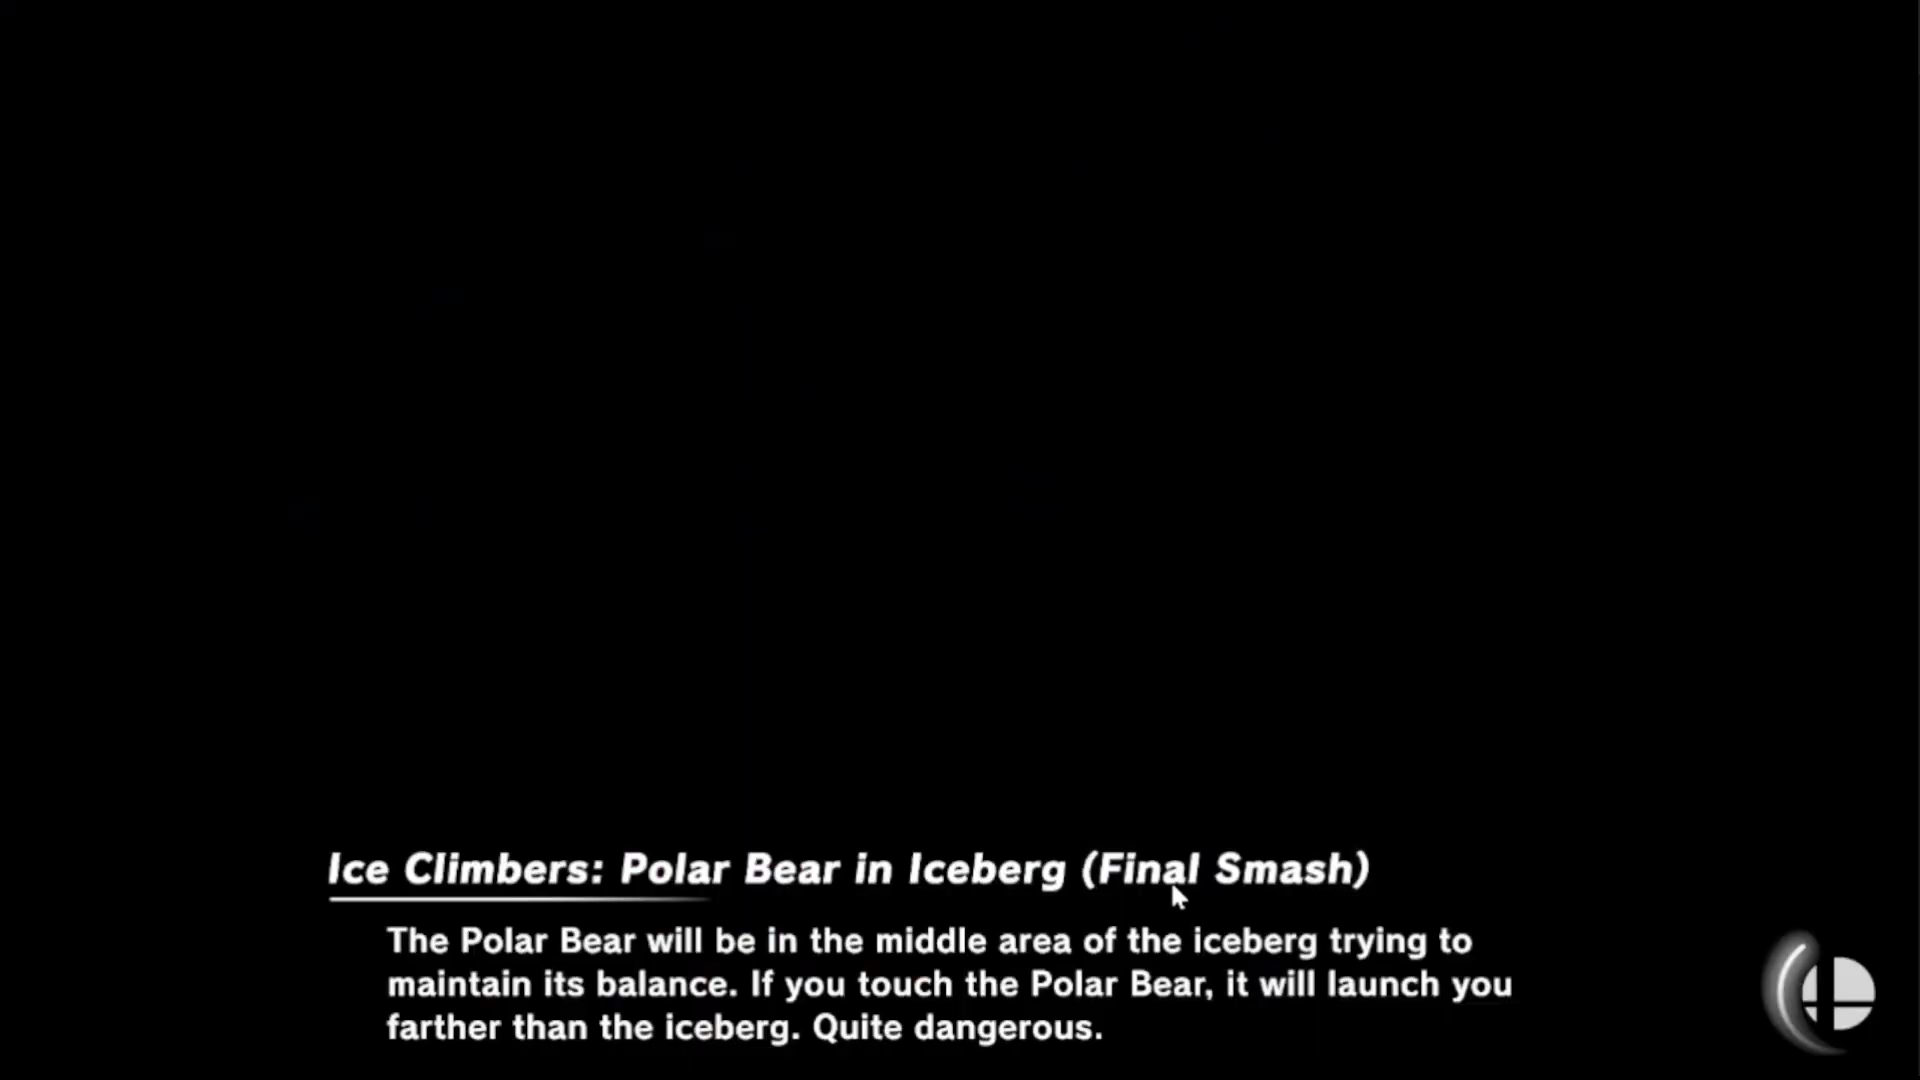 Ice Climbers: Polar Bear in Iceberg (Final Smash)
The Polar Bear will be in the middle area of the iceberg trying to
maintain its balance. If you touch the Polar Bear, it will launch you
farther than the iceberg. Quite dangerous.